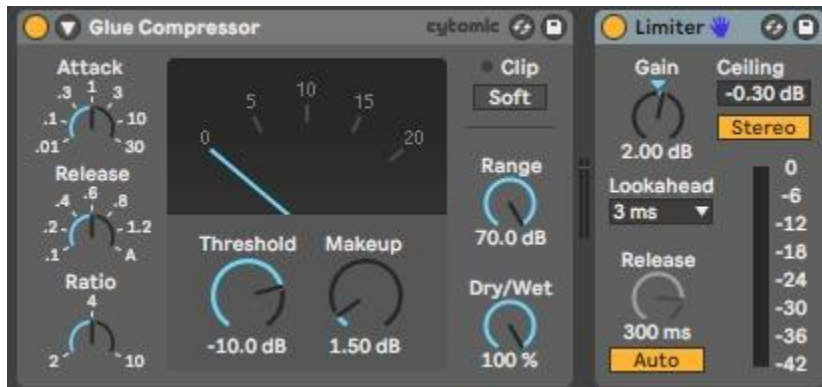 Glue Compressor cytomic
Attack
.01 .1 .3 1 3 10 30
Release
.1 .2 .4 .6 .8 1.2 A
Ratio
2 4 10
0 5 10 15 20
Threshold
-10.0 dB
Makeup
1.50 dB
Clip
Soft
Range
70.0 dB
Dry/Wet
100 %
Limiter
Gain
2.00 dB
Ceiling
-0.30 dB
Stereo
Lookahead
3 ms
Release
300 ms
Auto
0
-6
-12
-18
-24
-30
-36
-42